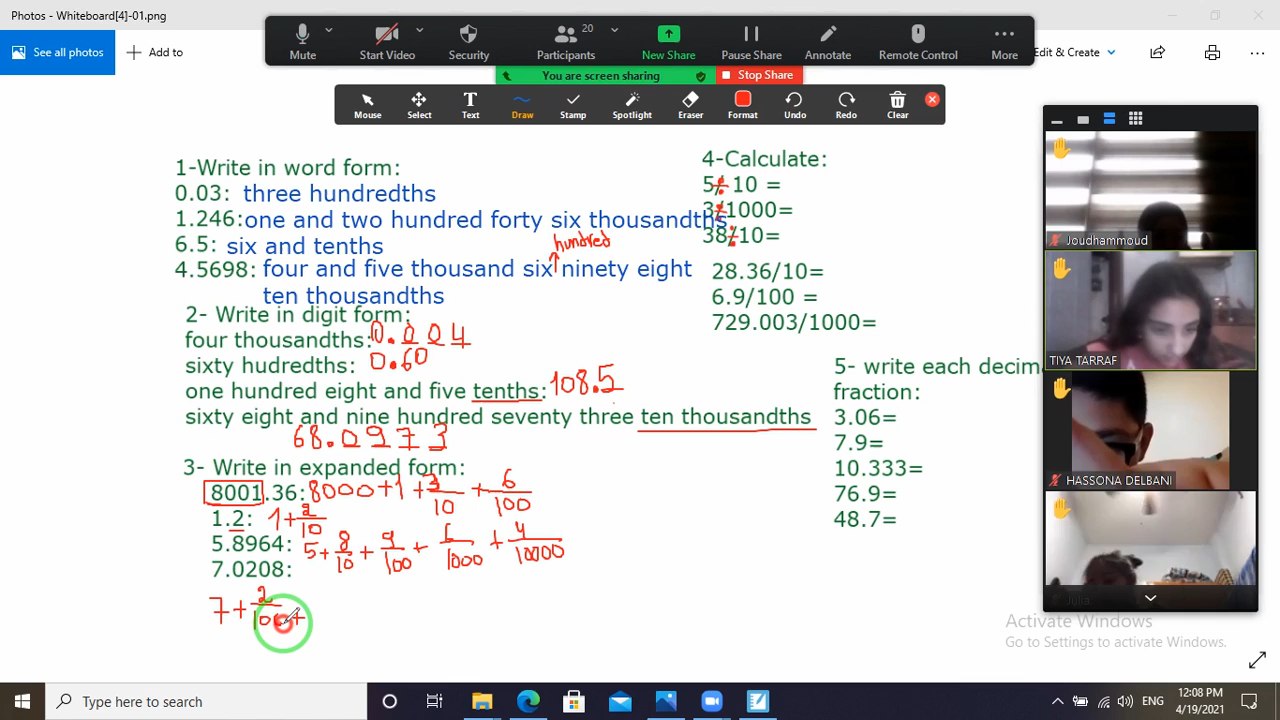 Photos - Whiteboard[4]-01.png
See all photos
Add to
Mute
Start Video
Security
Participants
20
New Share
Pause Share
Annotate
Remote Control
More
Edit & Create
You are screen sharing
Stop Share
Mouse
Select
Text
Draw
Stamp
Spotlight
Eraser
Format
Undo
Redo
Clear
1-Write in word form:
0.03: three hundredths
1.246: one and two hundred forty six thousandths
6.5: six and tenths
hundred
4.5698: four and five thousand six ninety eight
ten thousandths
2- Write in digit form:
four thousandths: 0.004
sixty hudredths: 0.60
one hundred eight and five tenths: 108.5
sixty eight and nine hundred seventy three ten thousandths
68.0973
3- Write in expanded form:
8001.36: 8000+1+3/10+6/100
1.2: 1+2/10
5.8964: 5+8/10+9/100+6/1000+4/10000
7.0208:
7+2/100+
4-Calculate:
5÷10 =
3÷1000=
38÷10=
28.36/10=
6.9/100 =
729.003/1000=
5- write each decim
fraction:
3.06=
7.9=
10.333=
76.9=
48.7=
Joudhammoud
TIYA TARRAF
HASSONA DELBANI
Julia
Activate Windows
Go to Settings to activate Windows.
Type here to search
ENG
12:08 PM
4/19/2021